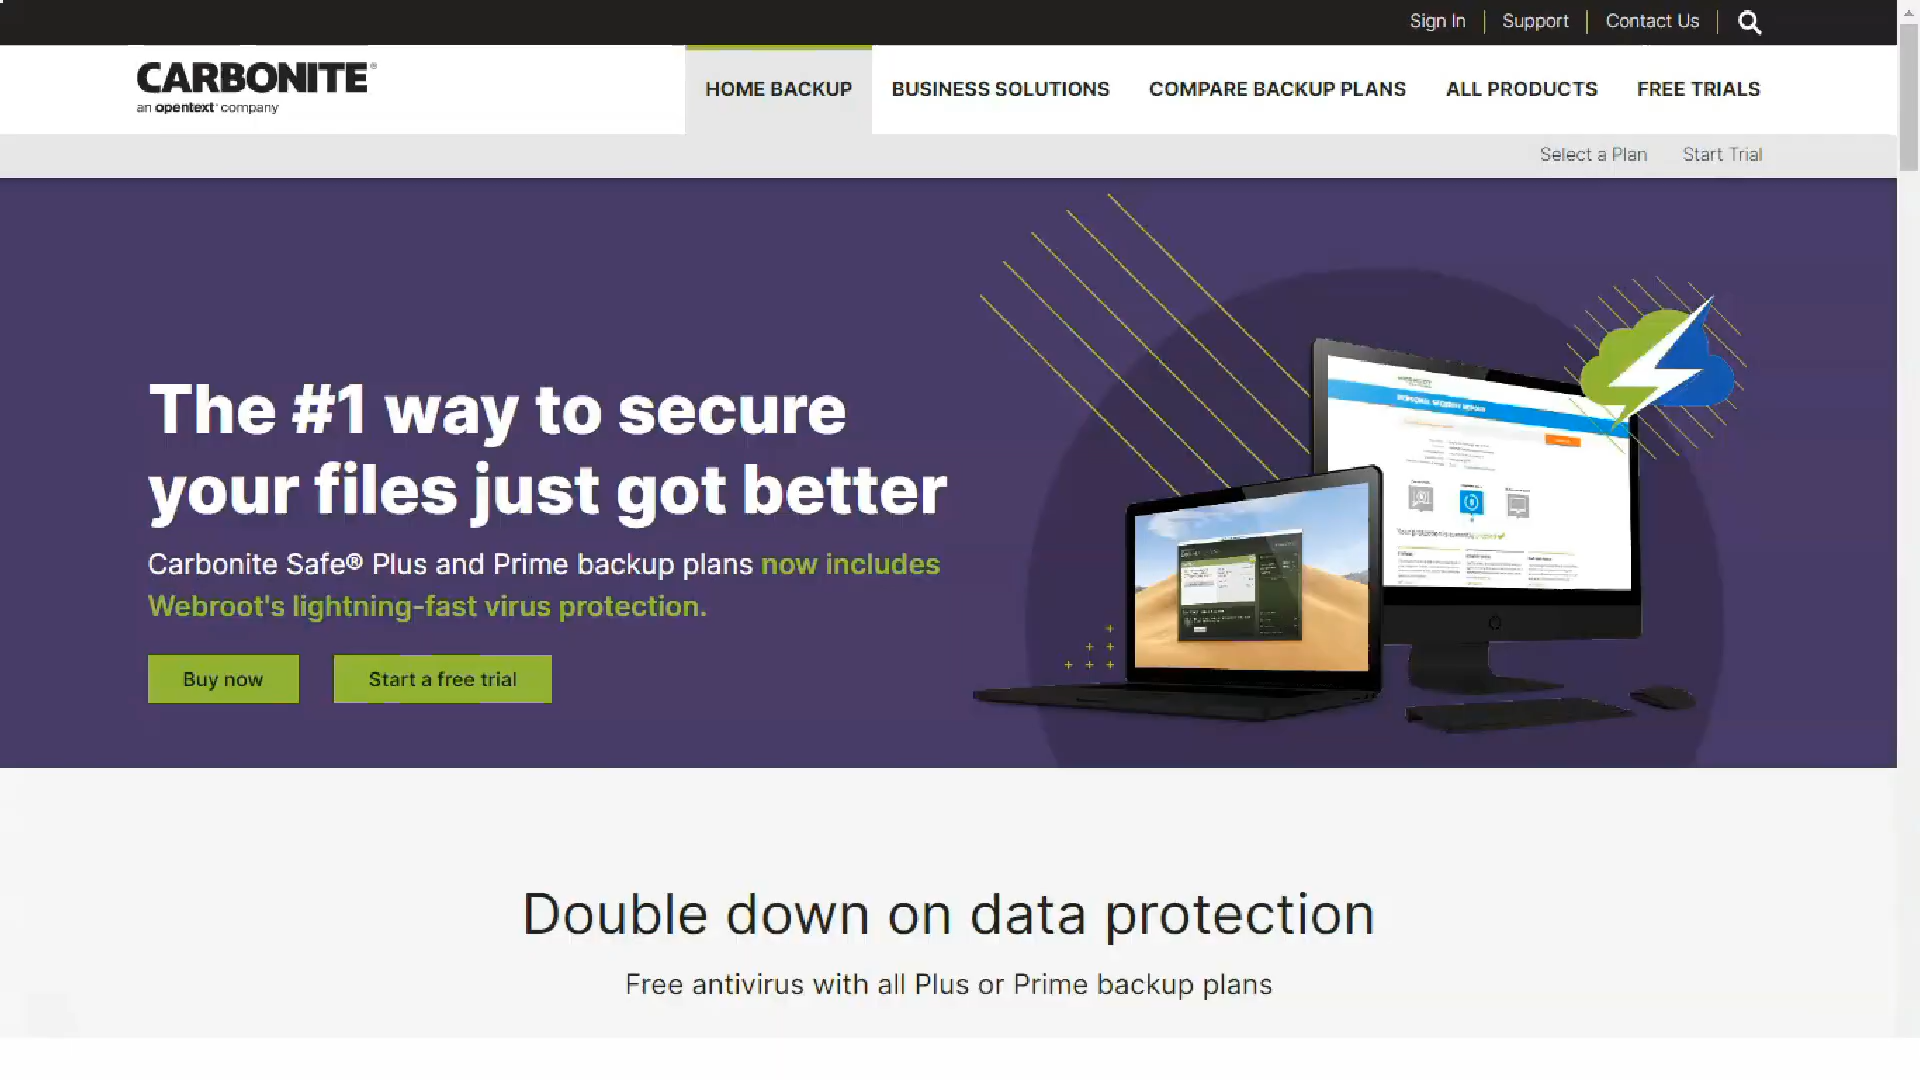 Sign In
Support
Contact Us
CARBONITE®
an opentext™ company
HOME BACKUP
BUSINESS SOLUTIONS
COMPARE BACKUP PLANS
ALL PRODUCTS
FREE TRIALS
Select a Plan
Start Trial
The #1 way to secure
your files just got better
Carbonite Safe® Plus and Prime backup plans now includes
Webroot's lightning-fast virus protection.
Buy now
Start a free trial
Double down on data protection
Free antivirus with all Plus or Prime backup plans